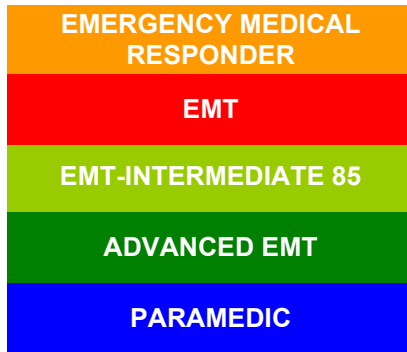 EMERGENCY MEDICAL
RESPONDER
EMT
EMT-INTERMEDIATE 85
ADVANCED EMT
PARAMEDIC